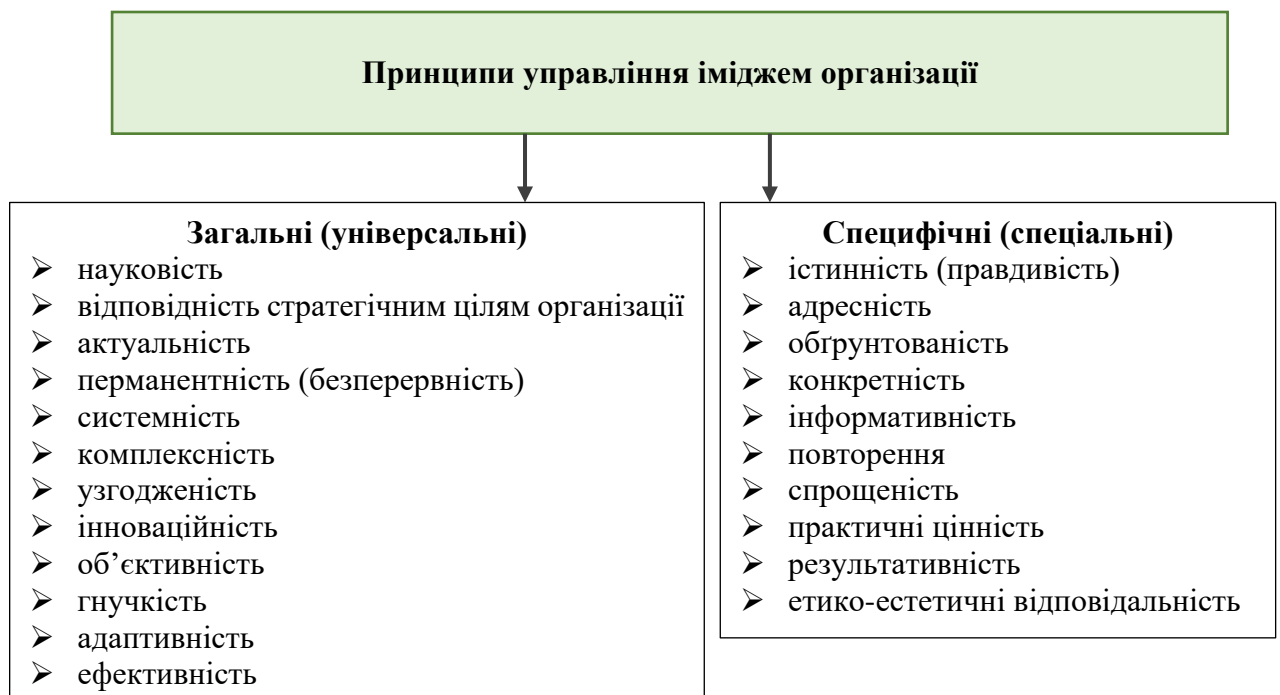 Принципи управління іміджем організації
Загальні (універсальні)
➢ науковість
➢ відповідність стратегічним цілям організації
➢ актуальність
➢ перманентність (безперервність)
➢ системність
➢ комплексність
➢ узгодженість
➢ інноваційність
➢ об’єктивність
➢ гнучкість
➢ адаптивність
➢ ефективність
Специфічні (спеціальні)
➢ істинність (правдивість)
➢ адресність
➢ обґрунтованість
➢ конкретність
➢ інформативність
➢ повторення
➢ спрощеність
➢ практичні цінність
➢ результативність
➢ етико-естетичні відповідальність